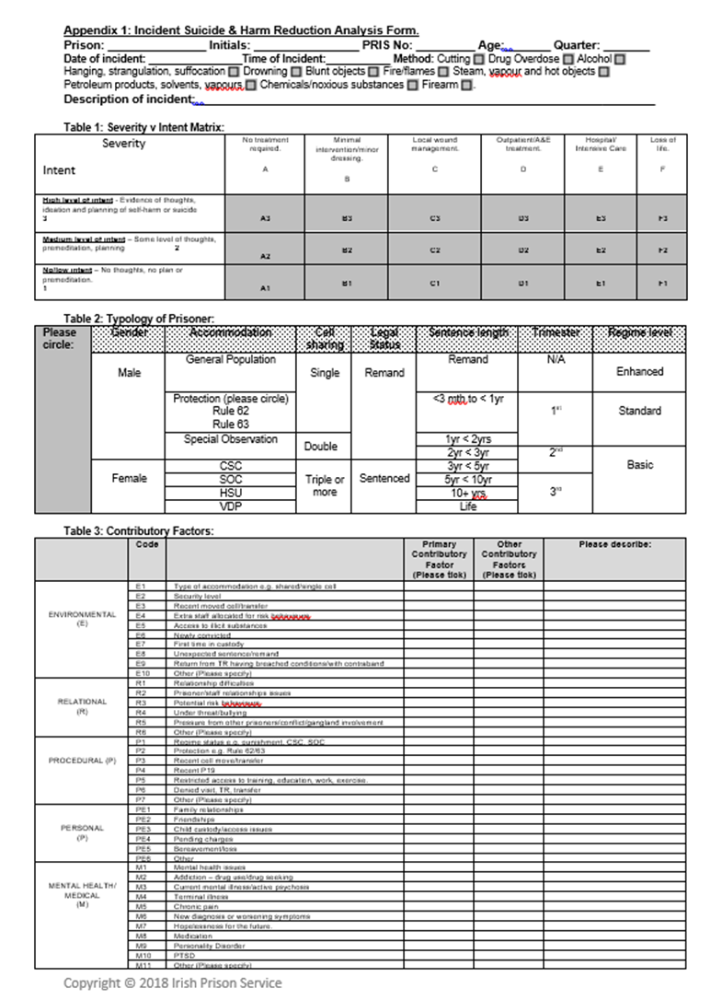 Appendix 1: Incident Suicide & Harm Reduction Analysis Form.
Prison: ________________ Initials: ________________ PRIS No: _________ Age: _______ Quarter: _______
Date of incident: _______________ Time of Incident: __________ Method: Cutting ☐ Drug Overdose ☐ Alcohol ☐
Hanging, strangulation, suffocation ☐ Drowning ☐ Blunt objects ☐ Fire/flames ☐ Steam, vapour and hot objects ☐
Petroleum products, solvents, vapours ☐ Chemicals/noxious substances ☐ Firearm ☐.
Description of incident: ________________
Table 1: Severity v Intent Matrix:
Severity
Intent
No treatment required. A
Minimal intervention/minor dressing. B
Local wound management. C
Outpatient/A&E treatment. D
Hospital/ Intensive Care E
Loss of life. F
High level of intent - Evidence of thoughts,
ideation and planning of self-harm or suicide
3 A3 B3 C3 D3 E3 F3
Medium level of intent – Some level of thoughts,
premeditation, planning 2 A2 B2 C2 D2 E2 F2
No/low intent – No thoughts, no plan or
premeditation.
1 A1 B1 C1 D1 E1 F1
Table 2: Typology of Prisoner:
Please circle: Gender Accommodation Cell sharing Legal Status Sentence length Trimester Regime level
Male
Female
General Population
Protection (please circle)
Rule 62
Rule 63
Special Observation
CSC
SOC
HSU
VDP
Single
Double
Triple or more
Remand
Sentenced
Remand
<3 mth to < 1yr
1yr < 2yrs
2yr < 3yr
3yr < 5yr
5yr < 10yr
10+ yrs
Life
N/A
1st
2nd
3rd
Enhanced
Standard
Basic
Table 3: Contributory Factors:
Code Primary Contributory Factor (Please tick) Other Contributory Factors (Please tick) Please describe:
ENVIRONMENTAL (E)
E1 Type of accommodation e.g. shared/single cell
E2 Security level
E3 Recent moved cell/transfer
E4 Extra staff allocated for risk behaviours
E5 Access to illicit substances
E6 Newly convicted
E7 First time in custody
E8 Unexpected sentence/remand
E9 Return from TR having breached conditions/with contraband
E10 Other (Please specify)
RELATIONAL (R)
R1 Relationship difficulties
R2 Prisoner/staff relationships issues
R3 Potential risk behaviours
R4 Under threat/bullying
R5 Pressure from other prisoners/conflict/gangland involvement
R6 Other (Please specify)
PROCEDURAL (P)
P1 Regime status e.g. punishment, CSC, SOC
P2 Protection e.g. Rule 62/63
P3 Recent cell move/transfer
P4 Recent P19
P5 Restricted access to training, education, work, exercise.
P6 Denied visit, TR, transfer
P7 Other (Please specify)
PERSONAL (P)
PE1 Family relationships
PE2 Friendships
PE3 Child custody/access issues
PE4 Pending charges
PE5 Bereavement/loss
PE6 Other
MENTAL HEALTH/ MEDICAL (M)
M1 Mental health issues
M2 Addiction – drug use/drug seeking
M3 Current mental illness/active psychosis
M4 Terminal illness
M5 Chronic pain
M6 New diagnosis or worsening symptoms
M7 Hopelessness for the future.
M8 Medication
M9 Personality Disorder
M10 PTSD
M11 Other (Please specify)
Copyright © 2018 Irish Prison Service